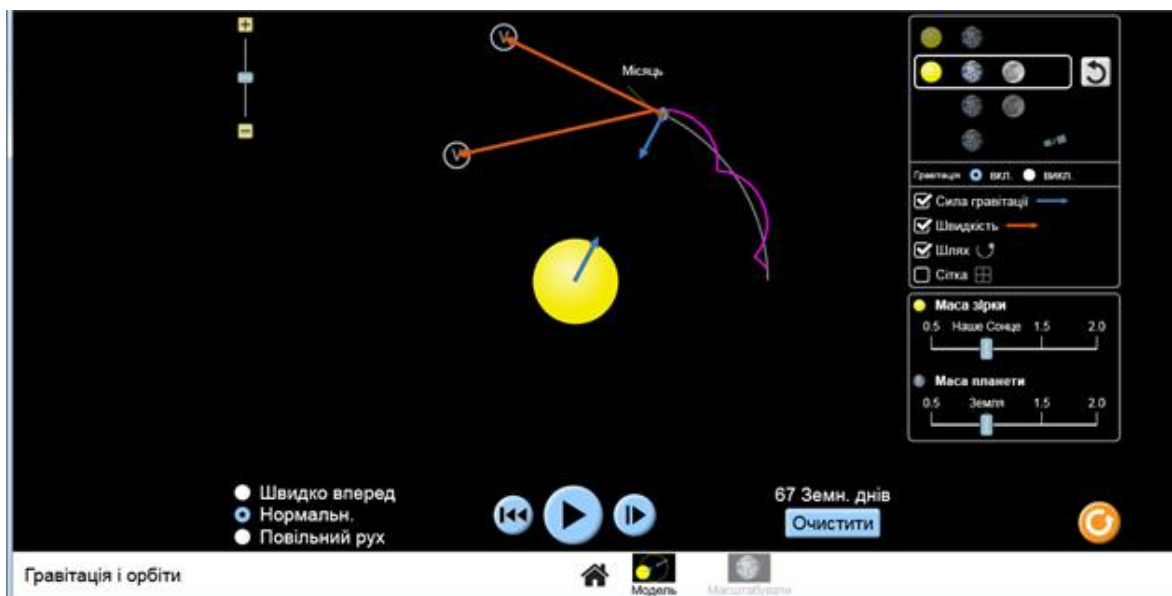 V
Місяць
V
Гравітація вкл. викл.
Сила гравітації
Швидкість
Шлях
Сітка
Маса зірки
0.5 Наше Сонце 1.5 2.0
Маса планети
0.5 Земля 1.5 2.0
Швидко вперед
Нормальн.
Повільний рух
67 Земн. днів
Очистити
Гравітація і орбіти
Модель
Масштабувати